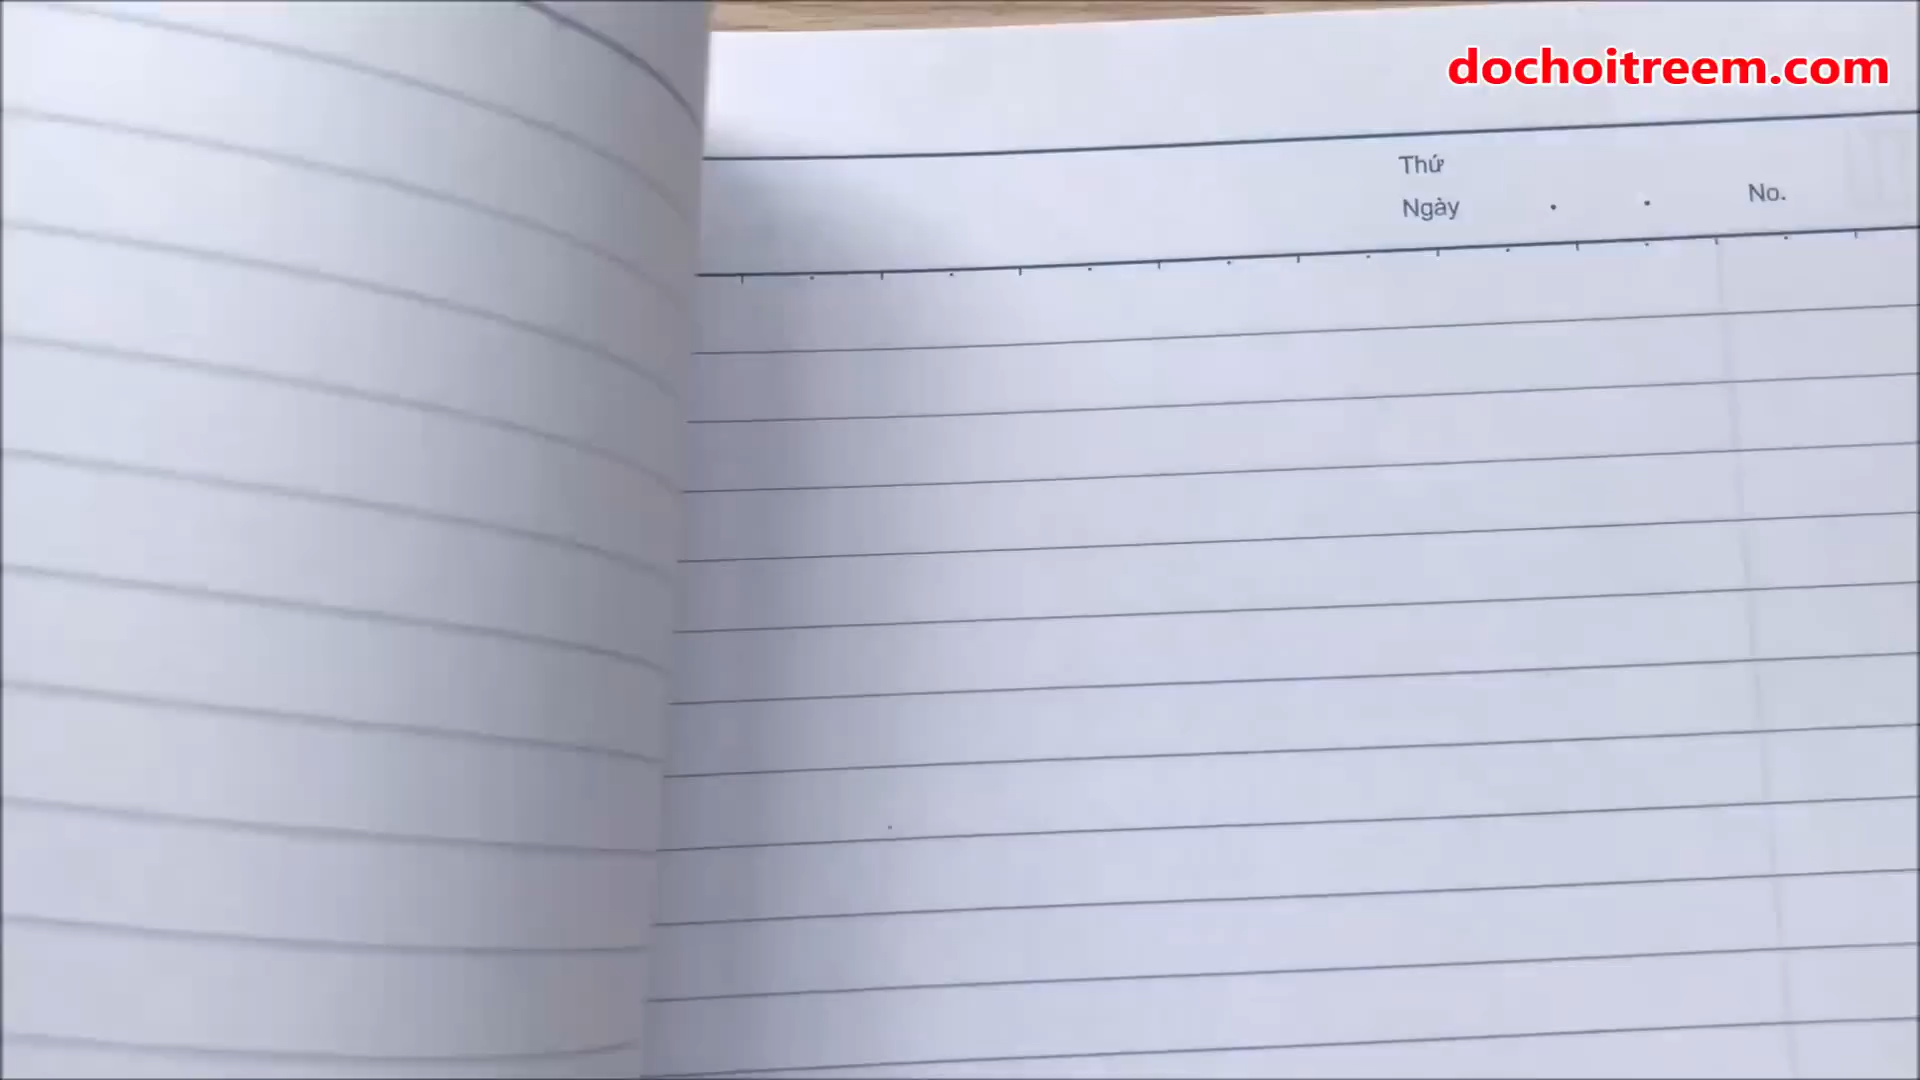 dochoitreem.com
Thứ
Ngày . . No.